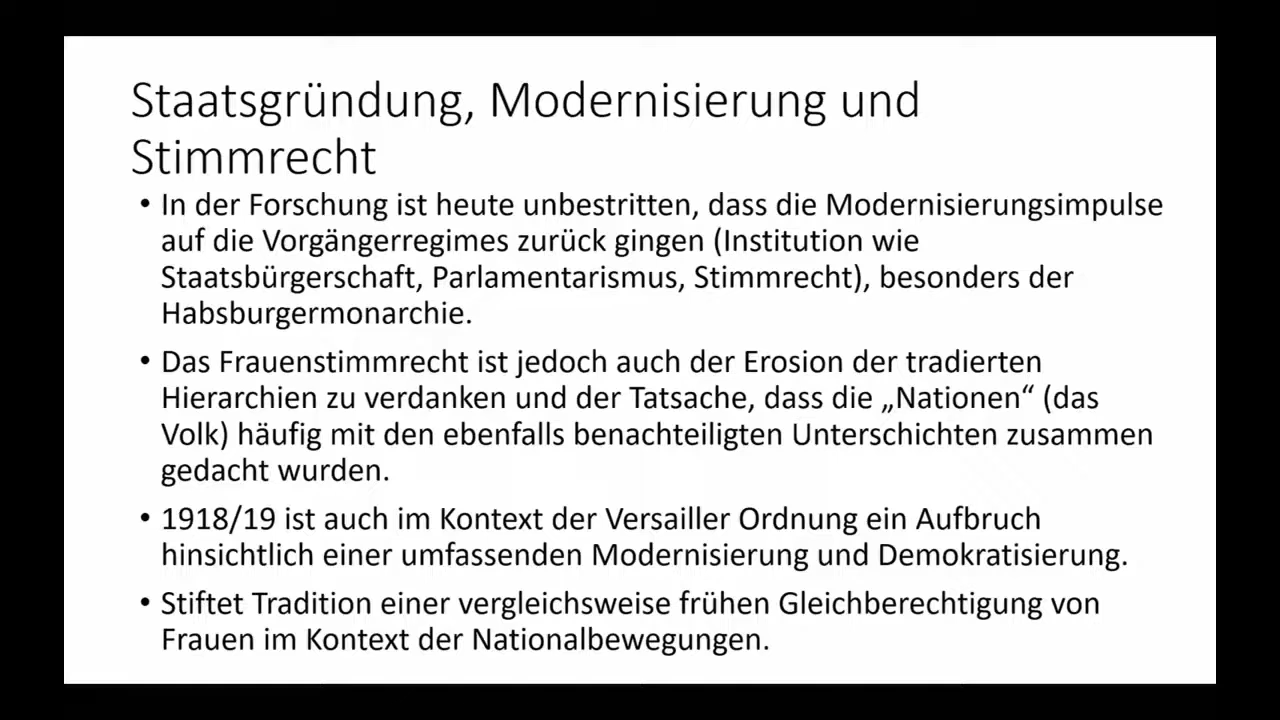 Staatsgründung, Modernisierung und
Stimmrecht
• In der Forschung ist heute unbestritten, dass die Modernisierungsimpulse
auf die Vorgängerregimes zurück gingen (Institution wie
Staatsbürgerschaft, Parlamentarismus, Stimmrecht), besonders der
Habsburgermonarchie.
• Das Frauenstimmrecht ist jedoch auch der Erosion der tradierten
Hierarchien zu verdanken und der Tatsache, dass die „Nationen“ (das
Volk) häufig mit den ebenfalls benachteiligten Unterschichten zusammen
gedacht wurden.
• 1918/19 ist auch im Kontext der Versailler Ordnung ein Aufbruch
hinsichtlich einer umfassenden Modernisierung und Demokratisierung.
• Stiftet Tradition einer vergleichsweise frühen Gleichberechtigung von
Frauen im Kontext der Nationalbewegungen.